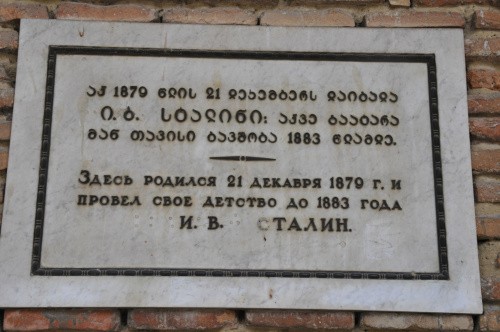 აქ 1879 წლის 21 დეკემბერს დაიბადა
ი. ბ. სტალინი: აქვე გაატარა
მან თავისი ბავშობა 1883 წლამდე.
Здесь родился 21 декабря 1879 г. и
провел свое детство до 1883 года
И. В. Сталин.